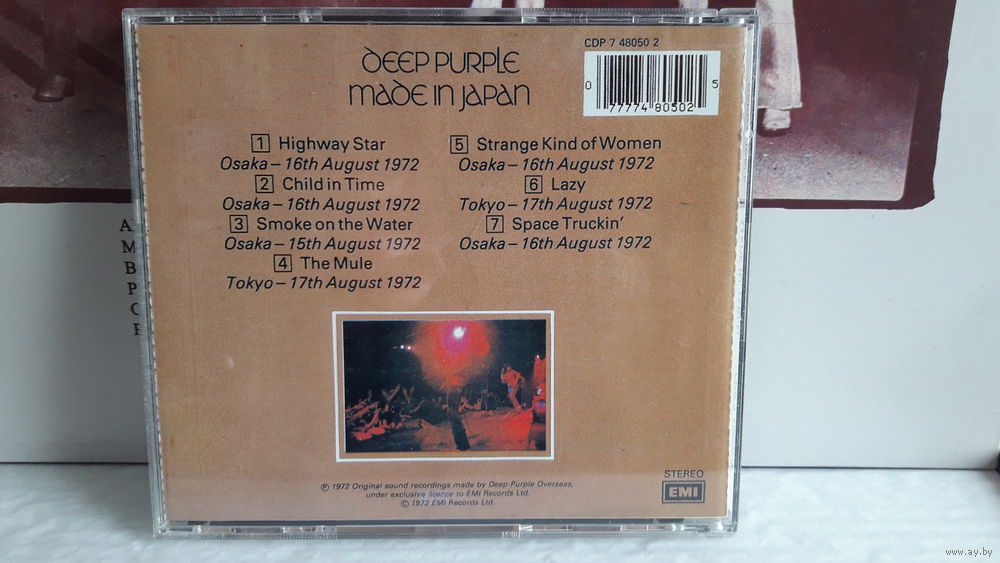 DEEP PURPLE
MADE IN JAPAN
CDP 7 48050 2
0 77774 80502 5
1 Highway Star
Osaka – 16th August 1972
2 Child in Time
Osaka – 16th August 1972
3 Smoke on the Water
Osaka – 15th August 1972
4 The Mule
Tokyo – 17th August 1972
5 Strange Kind of Women
Osaka – 16th August 1972
6 Lazy
Tokyo – 17th August 1972
7 Space Truckin'
Osaka – 16th August 1972
℗ 1972 Original sound recordings made by Deep Purple Overseas,
under exclusive licence to EMI Records Ltd.
© 1972 EMI Records Ltd.
STEREO
EMI
www.ay.by